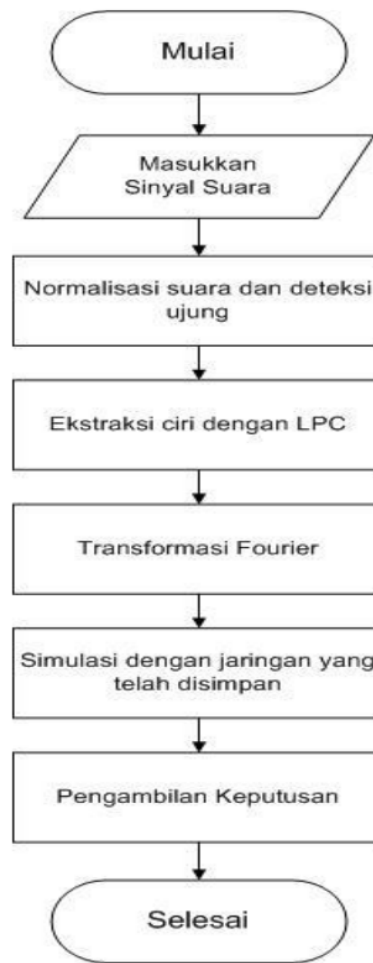 Mulai
Masukkan
Sinyal Suara
Normalisasi suara dan deteksi
ujung
Ekstraksi ciri dengan LPC
Transformasi Fourier
Simulasi dengan jaringan yang
telah disimpan
Pengambilan Keputusan
Selesai